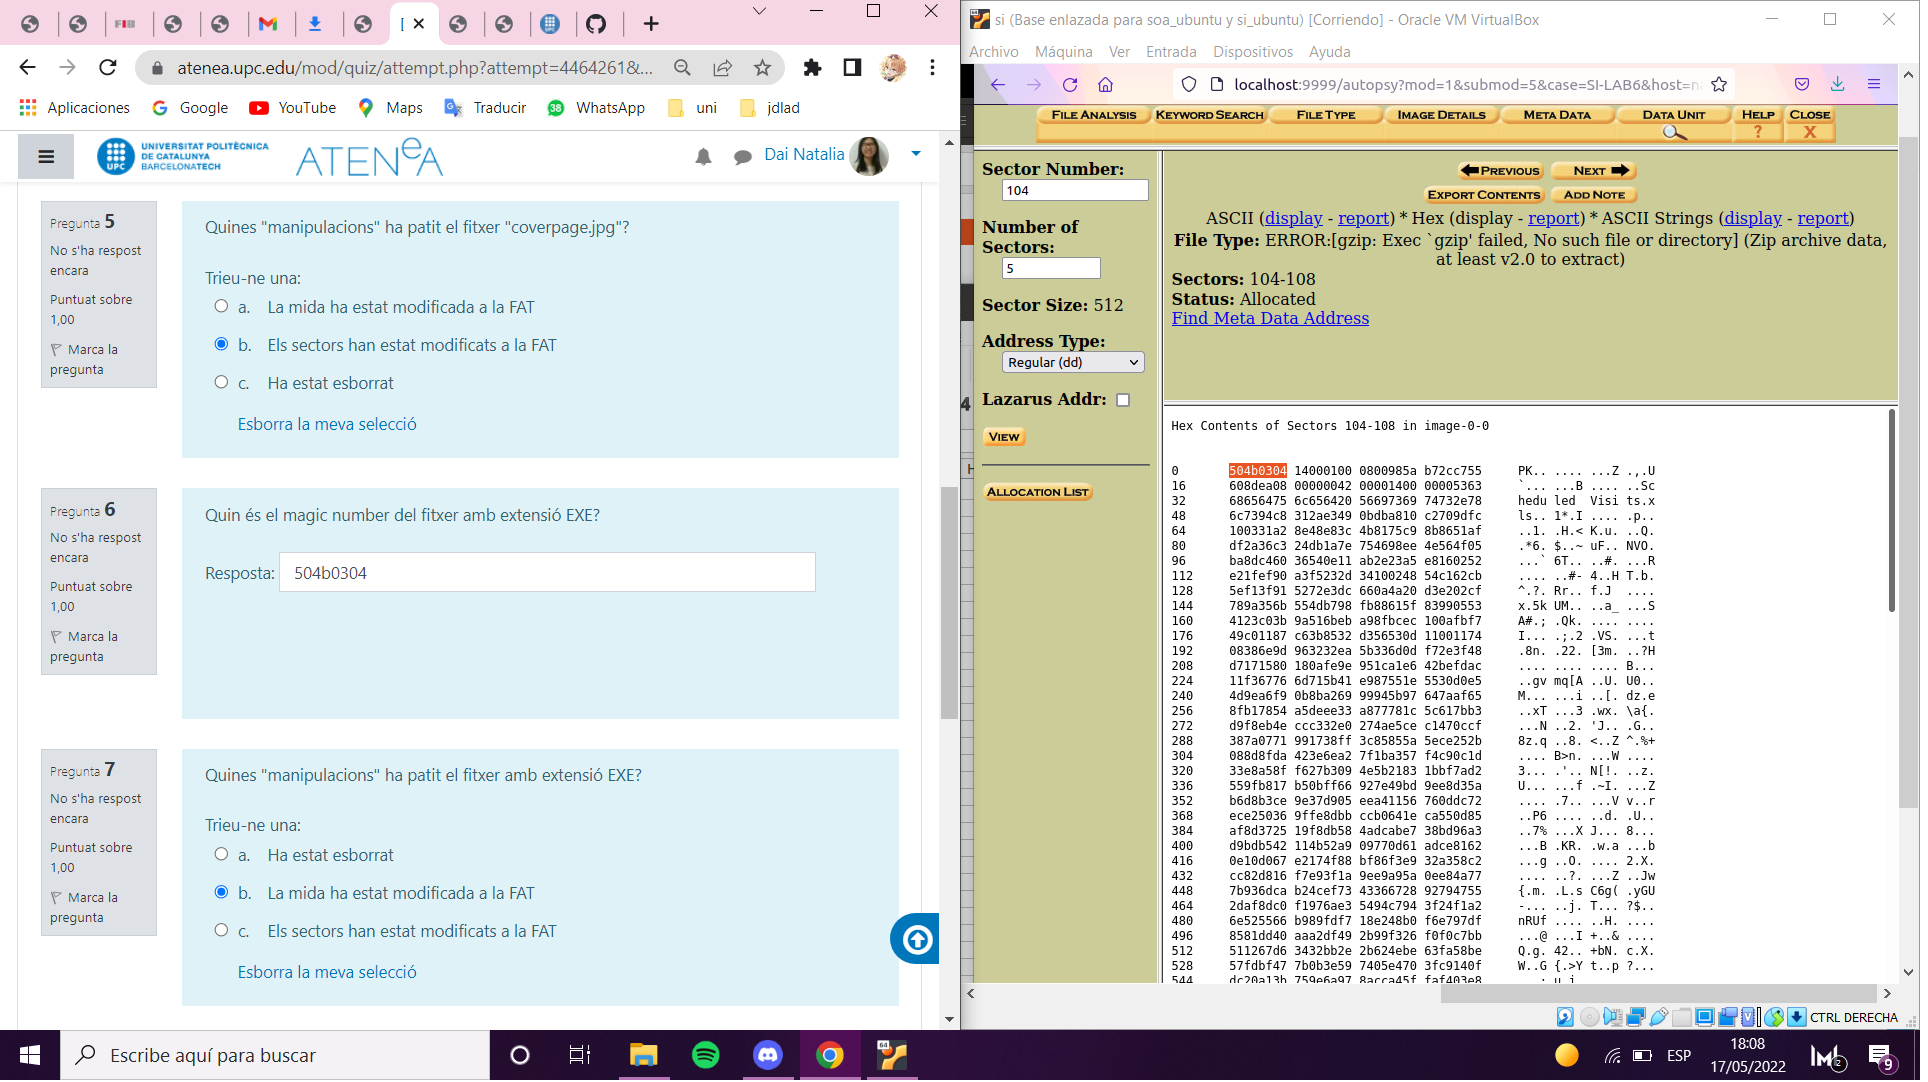 [
atenea.upc.edu/mod/quiz/attempt.php?attempt=4464261&...
Aplicaciones
Google
YouTube
Maps
Traducir
WhatsApp
uni
jdlad
UNIVERSITAT POLITÈCNICA
DE CATALUNYA
BARCELONATECH
UPC
ATENeA
Dai Natalia
Pregunta 5
No s'ha respost
encara
Puntuat sobre
1,00
Marca la
pregunta
Quines "manipulacions" ha patit el fitxer "coverpage.jpg"?
Trieu-ne una:
a. La mida ha estat modificada a la FAT
b. Els sectors han estat modificats a la FAT
c. Ha estat esborrat
Esborra la meva selecció
Pregunta 6
No s'ha respost
encara
Puntuat sobre
1,00
Marca la
pregunta
Quin és el magic number del fitxer amb extensió EXE?
Resposta: 504b0304
Pregunta 7
No s'ha respost
encara
Puntuat sobre
1,00
Marca la
pregunta
Quines "manipulacions" ha patit el fitxer amb extensió EXE?
Trieu-ne una:
a. Ha estat esborrat
b. La mida ha estat modificada a la FAT
c. Els sectors han estat modificats a la FAT
Esborra la meva selecció
si (Base enlazada para soa_ubuntu y si_ubuntu) [Corriendo] - Oracle VM VirtualBox
Archivo Máquina Ver Entrada Dispositivos Ayuda
localhost:9999/autopsy?mod=1&submod=5&case=SI-LAB6&host=n
FILE ANALYSIS KEYWORD SEARCH FILE TYPE IMAGE DETAILS META DATA DATA UNIT HELP CLOSE
? X
Sector Number:
104
Number of
Sectors:
5
Sector Size: 512
Address Type:
Regular (dd)
Lazarus Addr:
VIEW
ALLOCATION LIST
PREVIOUS NEXT
EXPORT CONTENTS ADD NOTE
ASCII (display - report) * Hex (display - report) * ASCII Strings (display - report)
File Type: ERROR:[gzip: Exec `gzip' failed, No such file or directory] (Zip archive data,
at least v2.0 to extract)
Sectors: 104-108
Status: Allocated
Find Meta Data Address
Hex Contents of Sectors 104-108 in image-0-0
0 504b0304 14000100 0800985a b72cc755 PK.. .... ...Z .,.U
16 608dea08 00000042 00001400 00005363 `... ...B .... ..Sc
32 68656475 6c656420 56697369 74732e78 hedu led Visi ts.x
48 6c7394c8 312ae349 0bdba810 c2709dfc ls.. 1*.I .... .p..
64 100331a2 8e48e83c 4b8175c9 8b8651af ..1. .H.< K.u. ..Q.
80 df2a36c3 24db1a7e 754698ee 4e564f05 .*6. $..~ uF.. NVO.
96 ba8dc460 36540e11 ab2e23a5 e8160252 ...` 6T.. ..#. ...R
112 e21fef90 a3f5232d 34100248 54c162cb .... ..#- 4..H T.b.
128 5ef13f91 5272e3dc 660a4a20 d3e202cf ^.?. Rr.. f.J ....
144 789a356b 554db798 fb88615f 83990553 x.5k UM.. ..a_ ...S
160 4123c03b 9a516beb a98fbcec 100afbf7 A#.; .Qk. .... ....
176 49c01187 c63b8532 d356530d 11001174 I... .;.2 .VS. ...t
192 08386e9d 963232ea 5b336d0d f72e3f48 .8n. .22. [3m. ..?H
208 d7171580 180afe9e 951ca1e6 42befdac .... .... .... B...
224 11f36776 6d715b41 e987551e 5530d0e5 ..gv mq[A ..U. U0..
240 4d9ea6f9 0b8ba269 99945b97 647aaf65 M... ...i ..[. dz.e
256 8fb17854 a5deee33 a877781c 5c617bb3 ..xT ...3 .wx. \a{.
272 d9f8eb4e ccc332e0 274ae5ce c1470ccf ...N ..2. 'J.. .G..
288 387a0771 991738ff 3c85855a 5ece252b 8z.q ..8. <..Z ^.%+
304 088d8fda 423e6ea2 7f1ba357 f4c90c1d .... B>n. ...W ....
320 33e8a58f f627b309 4e5b2183 1bbf7ad2 3... .'.. N[!. ..z.
336 559fb817 b50bff66 927e49bd 9ee8d35a U... ...f .~I. ...Z
352 b6d8b3ce 9e37d905 eea41156 760ddc72 .... .7.. ...V v..r
368 ece25036 9ffe8dbb ccb0641e ca550d85 ..P6 .... ..d. .U..
384 af8d3725 19f8db58 4adcabe7 38bd96a3 ..7% ...X J... 8...
400 d9bdb542 114b52a9 09770d61 adce8162 ...B .KR. .w.a ...b
416 0e10d067 e2174f88 bf86f3e9 32a358c2 ...g ..O. .... 2.X.
432 cc82d816 f7e93f1a 9ee9a95a 0ee84a77 .... ..?. ...Z ..Jw
448 7b936dca b24cef73 43366728 92794755 {.m. .L.s C6g( .yGU
464 2daf8dc0 f1976ae3 5494c794 3f24f1a2 -... ..j. T... ?$..
480 6e525566 b989fdf7 18e248b0 f6e797df nRUf .... ..H. ....
496 8581dd40 aaa2df49 2b99f326 f0f0c7bb ...@ ...I +..& ....
512 511267d6 3432bb2e 2b624ebe 63fa58be Q.g. 42.. +bN. c.X.
528 57fdbf47 7b0b3e59 7405e470 3fc9140f W..G {.>Y t..p ?...
544 dc20a13b 759e6a97 8acca45f faf403e8
CTRL DERECHA
Escribe aquí para buscar
ESP
18:08
17/05/2022
2
9